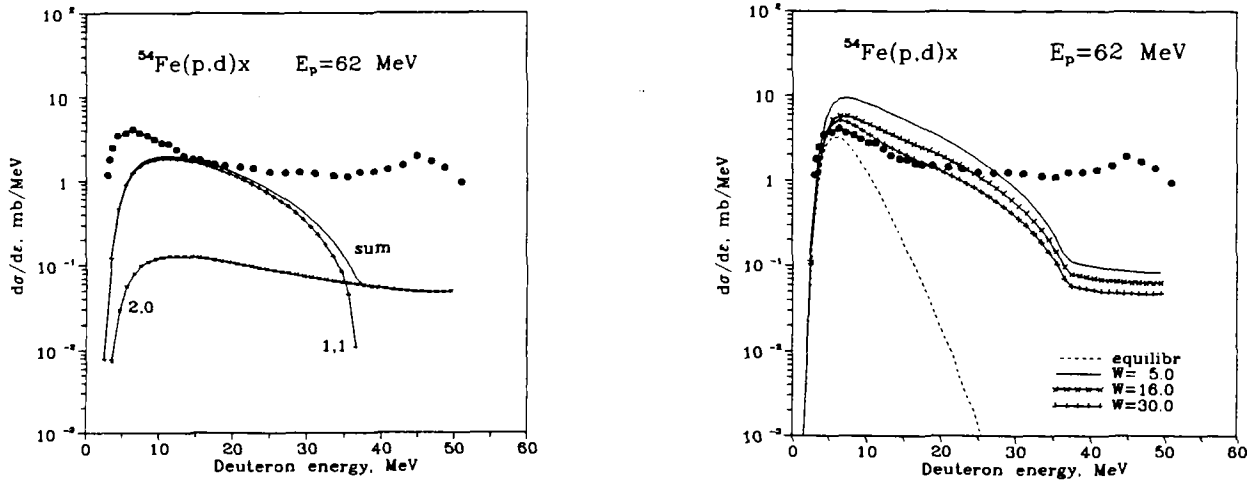 10²
⁵⁴Fe(p,d)x E_p=62 MeV
10
1
10⁻¹
10⁻²
10⁻³
dσ/dε, mb/MeV
sum
2,0
1,1
0 10 20 30 40 50 60
Deuteron energy, MeV
10²
⁵⁴Fe(p,d)x E_p=62 MeV
10
1
10⁻¹
10⁻²
10⁻³
dσ/dε, mb/MeV
equilibr
W= 5.0
W=16.0
W=30.0
0 10 20 30 40 50 60
Deuteron energy, MeV